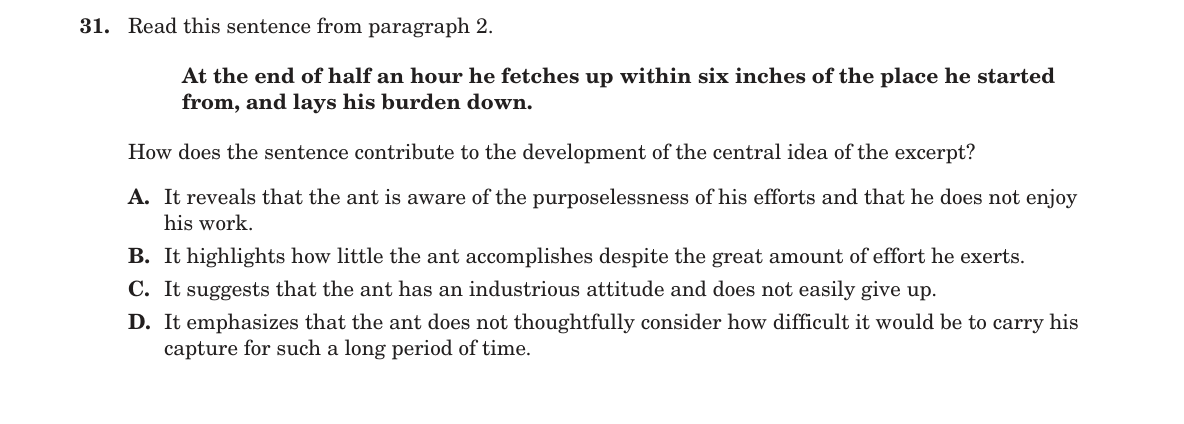 31. Read this sentence from paragraph 2.
At the end of half an hour he fetches up within six inches of the place he started
from, and lays his burden down.
How does the sentence contribute to the development of the central idea of the excerpt?
A. It reveals that the ant is aware of the purposelessness of his efforts and that he does not enjoy
his work.
B. It highlights how little the ant accomplishes despite the great amount of effort he exerts.
C. It suggests that the ant has an industrious attitude and does not easily give up.
D. It emphasizes that the ant does not thoughtfully consider how difficult it would be to carry his
capture for such a long period of time.